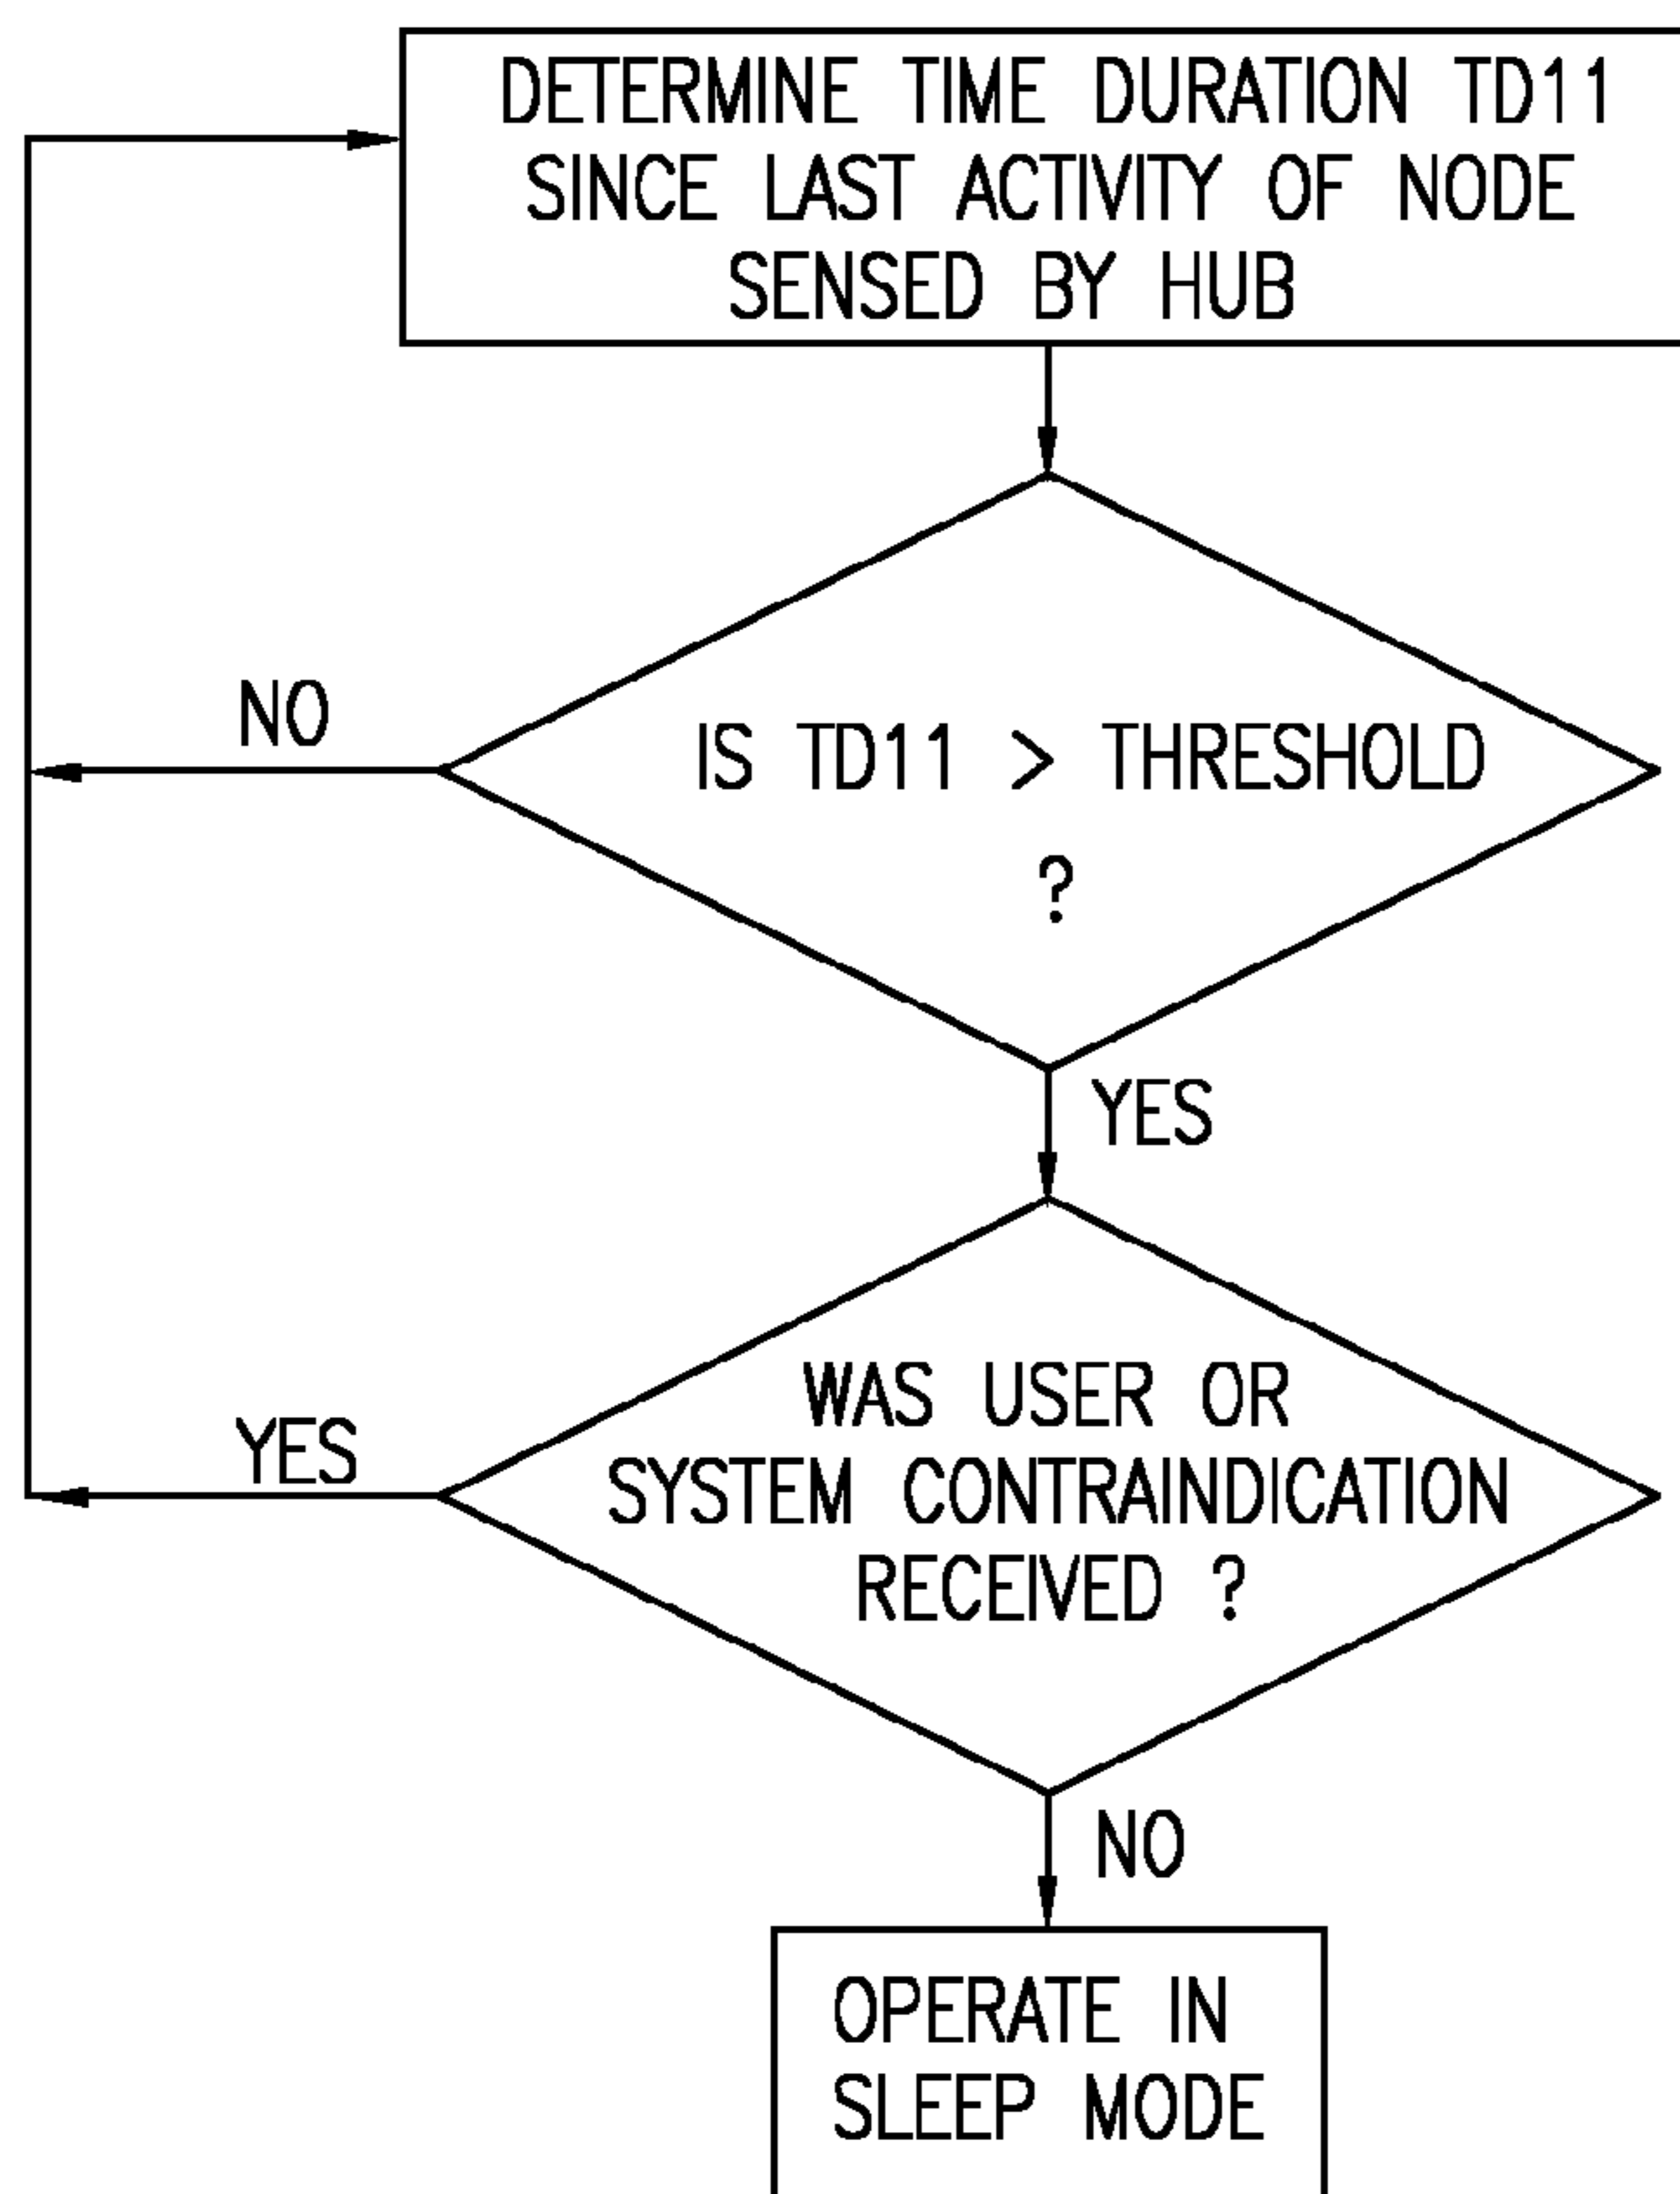 DETERMINE TIME DURATION TD11
SINCE LAST ACTIVITY OF NODE
SENSED BY HUB
NO
IS TD11 > THRESHOLD
?
YES
WAS USER OR
YES
SYSTEM CONTRAINDICATION
RECEIVED ?
NO
OPERATE IN
SLEEP MODE